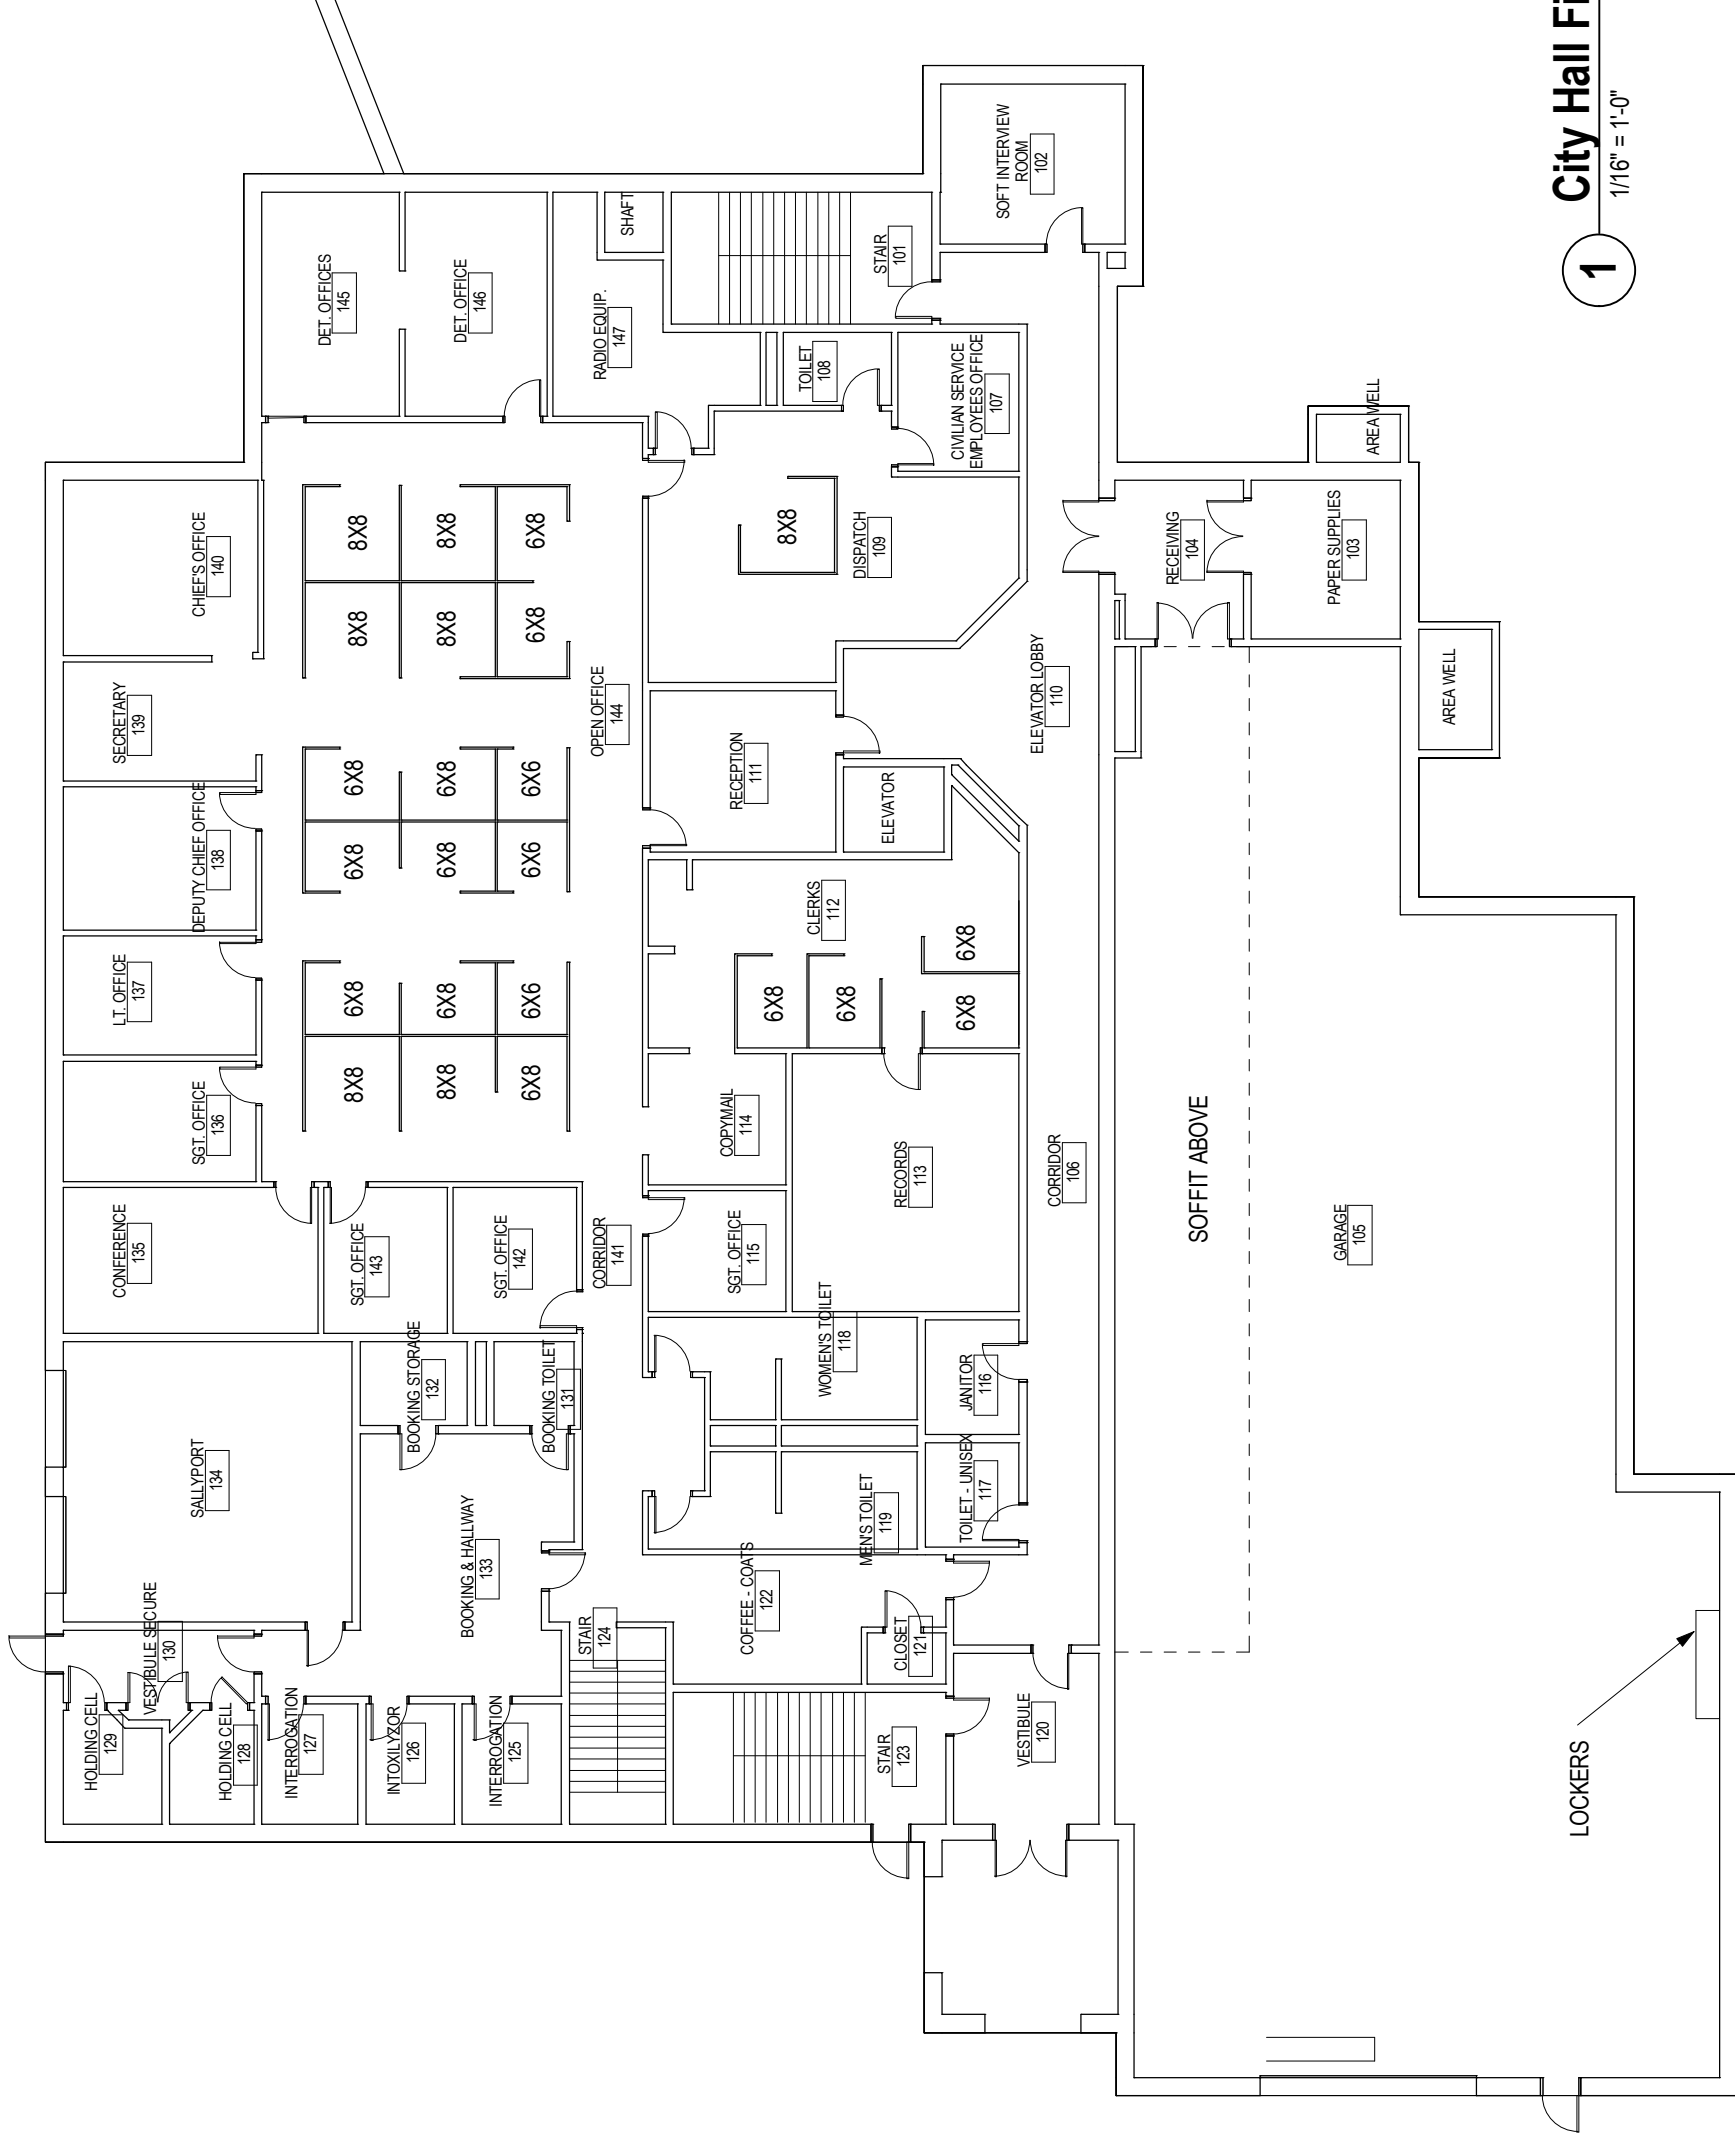 City Hall Fi
1/16" = 1'-0"
1
SOFT INTERVIEW
ROOM
102
STAIR
101
SHAFT
DET. OFFICES
145
DET. OFFICE
146
RADIO EQUIP.
147
TOILET
108
CIVILIAN SERVICE
EMPLOYEES OFFICE
107
AREA WELL
CHIEF'S OFFICE
140
8X8
8X8
6X8
8X8
8X8
6X8
8X8
DISPATCH
109
RECEIVING
104
PAPER SUPPLIES
103
SECRETARY
139
OPEN OFFICE
144
ELEVATOR LOBBY
110
AREA WELL
DEPUTY CHIEF OFFICE
138
6X8
6X8
6X6
6X8
6X8
6X6
RECEPTION
111
ELEVATOR
LT. OFFICE
137
6X8
6X8
6X6
8X8
8X8
6X8
CLERKS
112
6X8
6X8
6X8
6X8
SGT. OFFICE
136
COPYMAIL
114
RECORDS
113
CORRIDOR
106
SOFFIT ABOVE
GARAGE
105
CONFERENCE
135
SGT. OFFICE
143
SGT. OFFICE
142
CORRIDOR
141
SGT. OFFICE
115
WOMEN'S TOILET
118
JANITOR
116
BOOKING STORAGE
132
BOOKING TOILET
131
SALLYPORT
134
BOOKING & HALLWAY
133
MEN'S TOILET
119
TOILET - UNISEX
117
VESTIBULE SECURE
130
STAIR
124
COFFEE - COATS
122
CLOSET
121
HOLDING CELL
129
HOLDING CELL
128
INTERROGATION
127
INTOXILYZOR
126
INTERROGATION
125
STAIR
123
VESTIBULE
120
LOCKERS